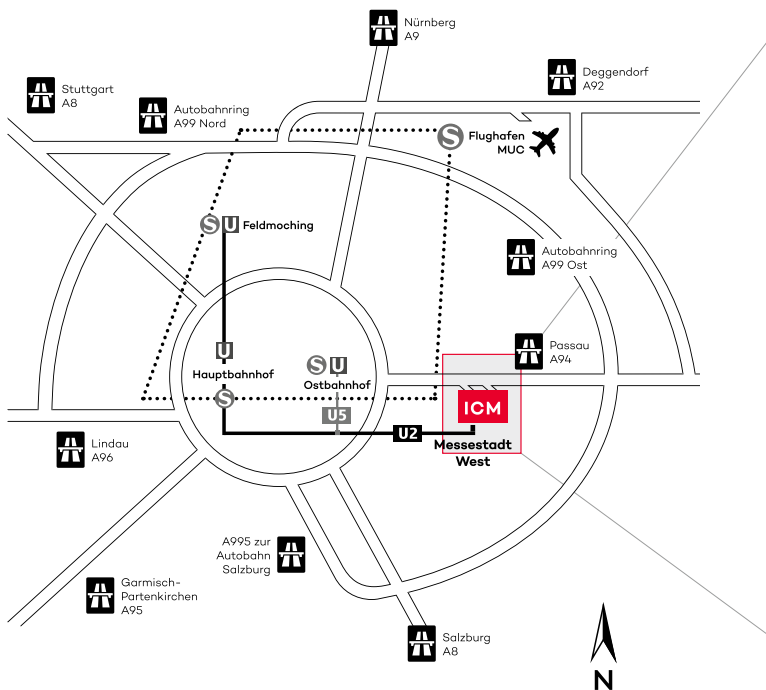 Nürnberg
A9
Stuttgart
A8
Deggendorf
A92
Autobahnring
A99 Nord
S
Flughafen
MUC
S U Feldmoching
Autobahnring
A99 Ost
U
Hauptbahnhof
S
S U
Ostbahnhof
Passau
A94
U5
ICM
U2
Messestadt
West
Lindau
A96
A995 zur
Autobahn
Salzburg
Garmisch-
Partenkirchen
A95
Salzburg
A8
N